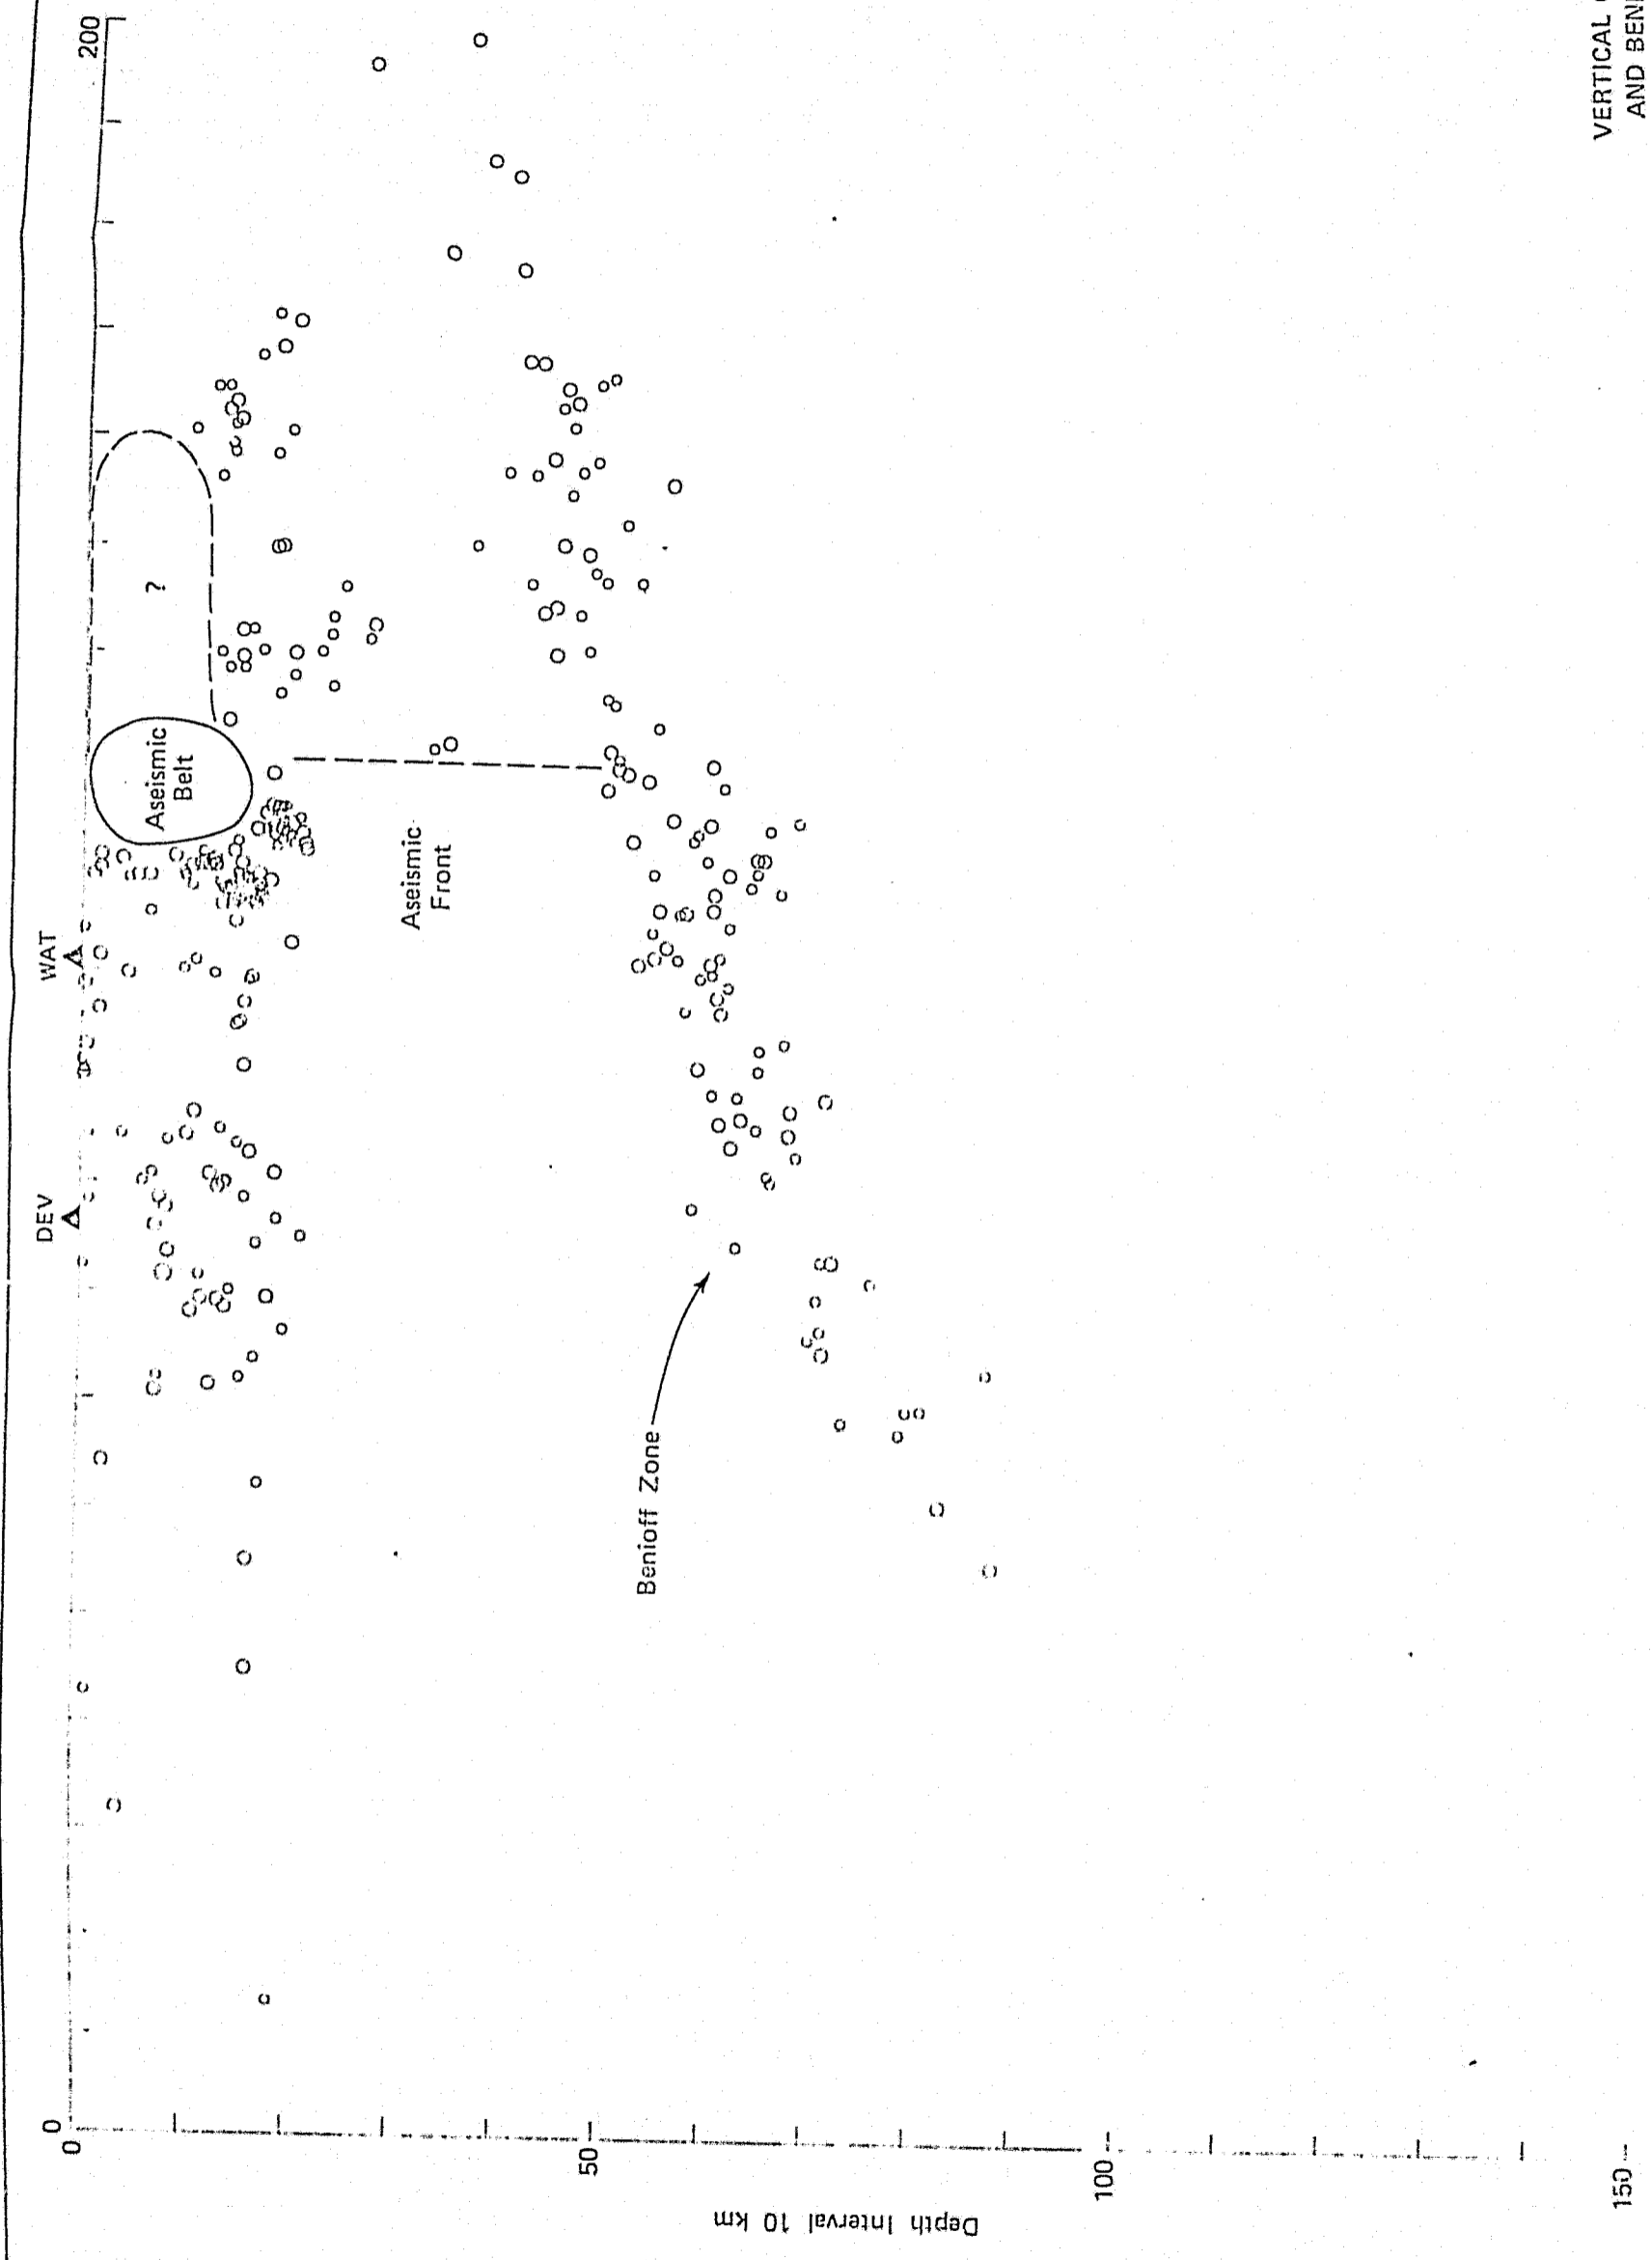 VERTICAL
AND
DEV
WAT
0
200
0
?
Aseismic
Belt
Aseismic
Front
50
Benioff Zone
100
150
Depth Interval 10 km